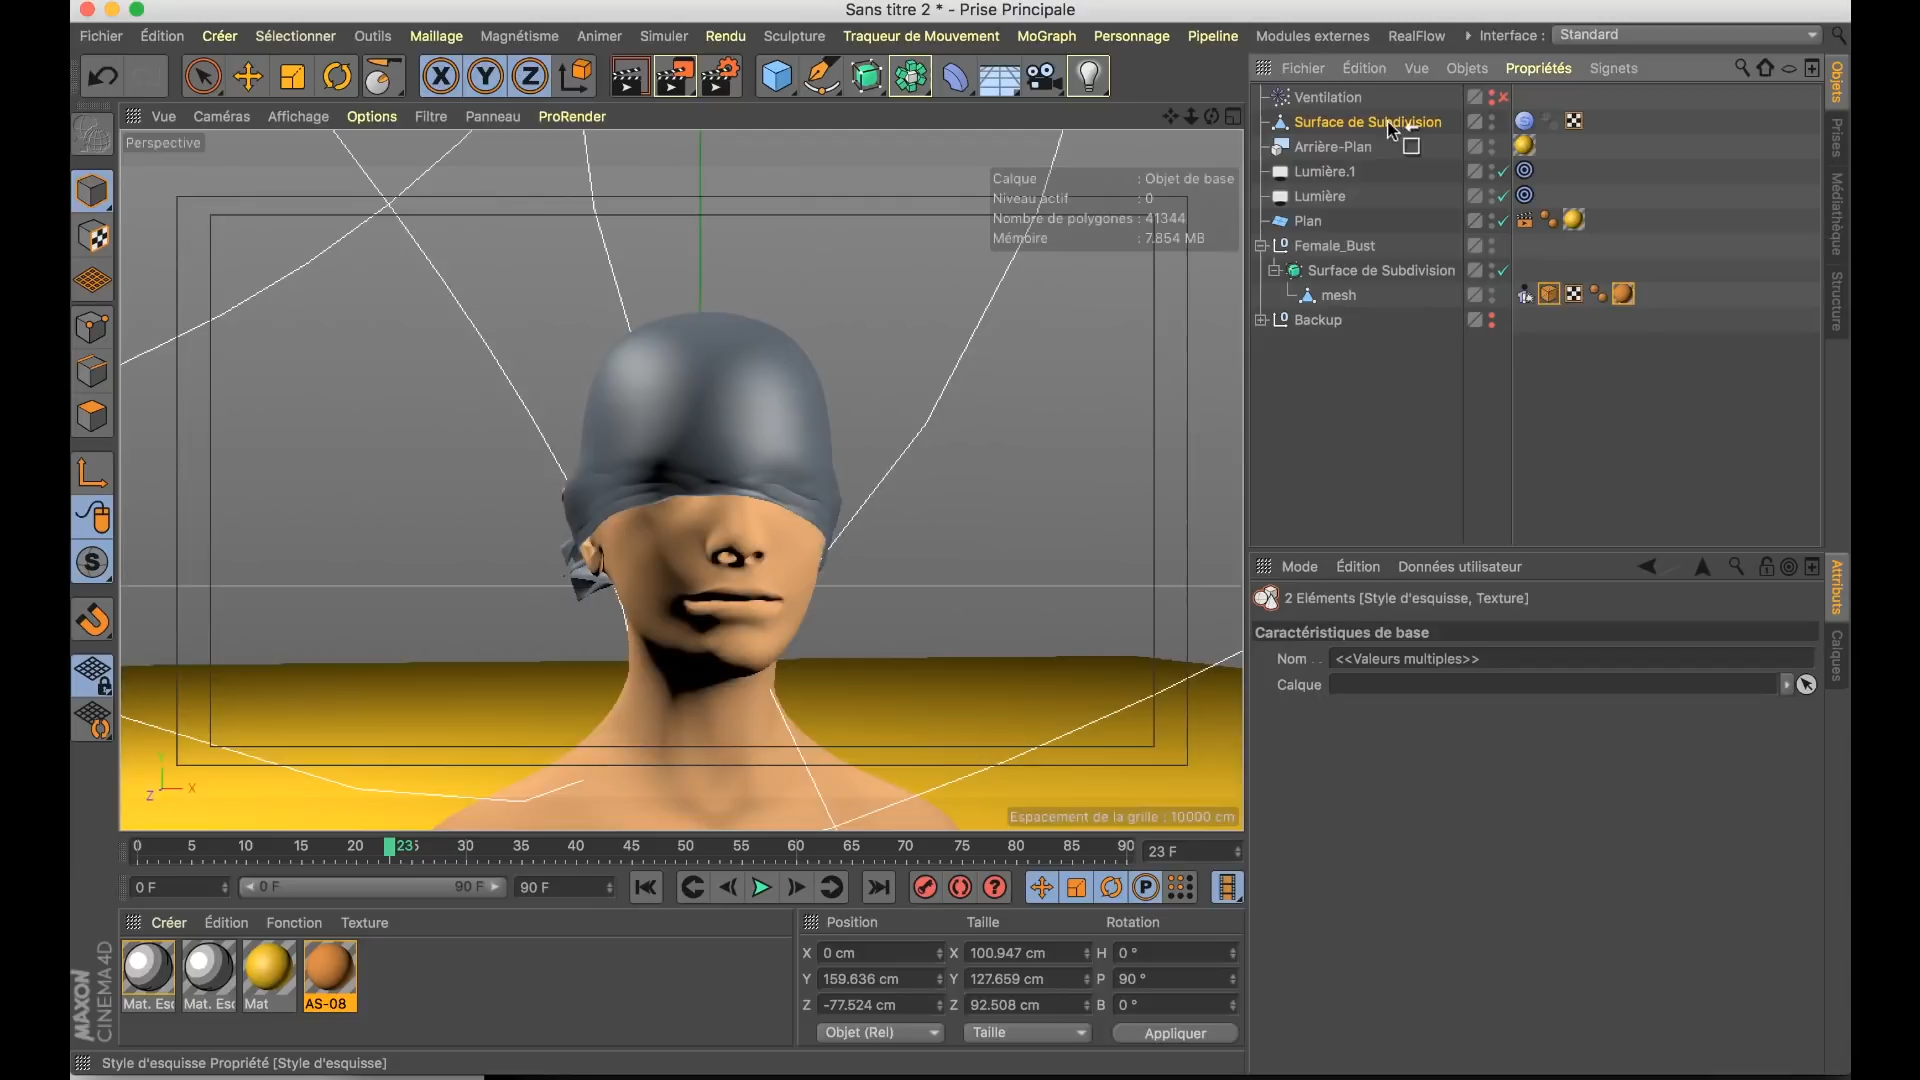 Sans titre 2 * - Prise Principale
Fichier Édition Créer Sélectionner Outils Maillage Magnétisme Animer Simuler Rendu Sculpture Traqueur de Mouvement MoGraph Personnage Pipeline Modules externes RealFlow Interface : Standard
X Y Z
Fichier Édition Vue Objets Propriétés Signets
Vue Caméras Affichage Options Filtre Panneau ProRender
Perspective
Calque : Objet de base
Niveau actif : 0
Nombre de polygones : 41344
Mémoire : 7.854 MB
Ventilation
Surface de Subdivision
Arrière-Plan
Lumière.1
Lumière
Plan
Female_Bust
Surface de Subdivision
mesh
Backup
Objets
Prises
Médiathèque
Structure
Mode Édition Données utilisateur
2 Eléments [Style d'esquisse, Texture]
Caractéristiques de base
Nom . . <<Valeurs multiples>>
Calque
Attributs
Calques
Y
Z X
Espacement de la grille : 10000 cm
0 5 10 15 20 23 30 35 40 45 50 55 60 65 70 75 80 85 90 23 F
0 F 0 F 90 F 90 F
Créer Édition Fonction Texture
Mat. Esc Mat. Esc Mat AS-08
Position Taille Rotation
X 0 cm X 100.947 cm H 0 °
Y 159.636 cm Y 127.659 cm P 90 °
Z -77.524 cm Z 92.508 cm B 0 °
Objet (Rel) Taille Appliquer
MAXON
CINEMA4D
Style d'esquisse Propriété [Style d'esquisse]